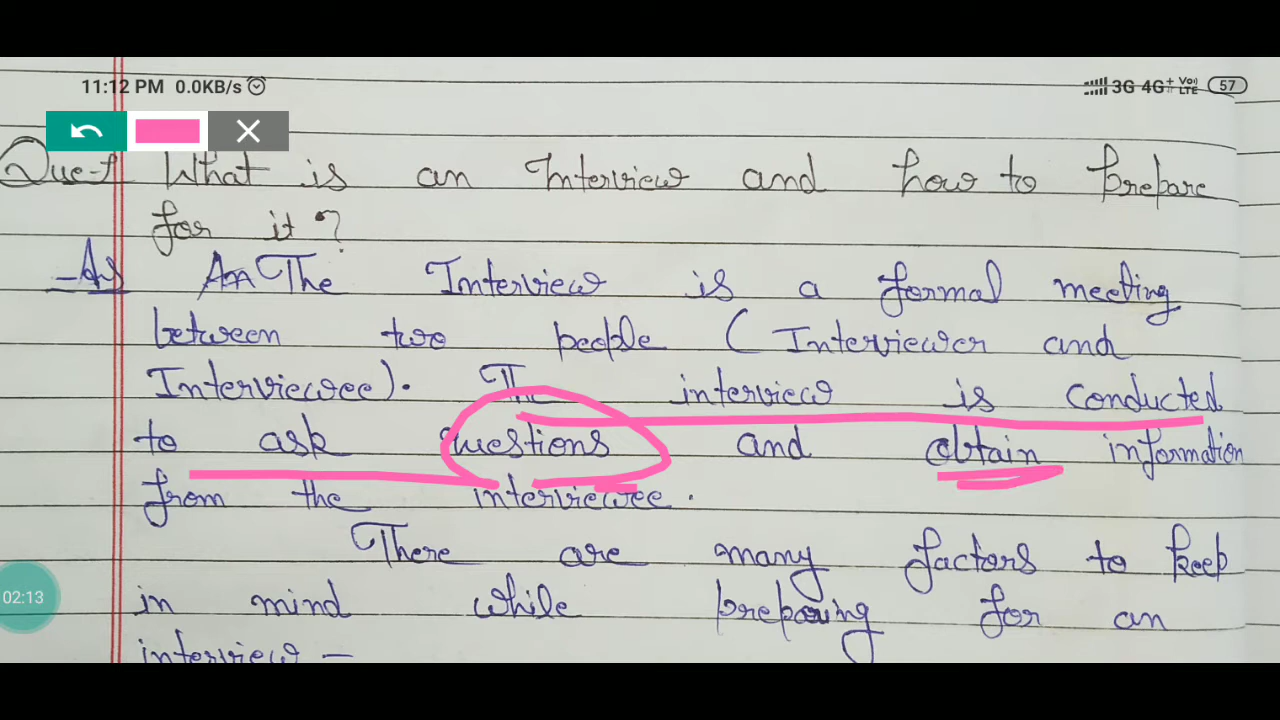 11:12 PM 0.0KB/s 3G 4G+ Vo)) LTE 57
Que-1 What is an Interview and how to Prepare
for it?
An The Interview is a formal meeting
between two people ( Interviewer and
Interviewee). The interview is conducted
to ask questions and obtain information
from the interviewee.
There are many factors to keep
02:13
in mind while preparing for an
interview —